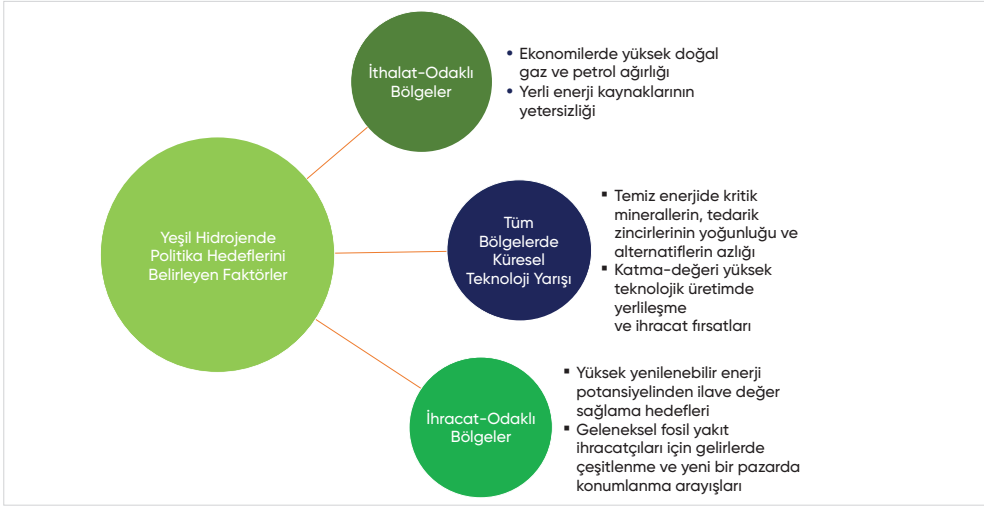 Yeşil Hidrojende
Politika Hedeflerini
Belirleyen Faktörler
İthalat-Odaklı
Bölgeler
• Ekonomilerde yüksek doğal
gaz ve petrol ağırlığı
• Yerli enerji kaynaklarının
yetersizliği
Tüm
Bölgelerde
Küresel
Teknoloji Yarışı
▪ Temiz enerjide kritik
minerallerin, tedarik
zincirlerinin yoğunluğu ve
alternatiflerin azlığı
▪ Katma-değeri yüksek
teknolojik üretimde
yerlileşme
ve ihracat fırsatları
İhracat-Odaklı
Bölgeler
▪ Yüksek yenilenebilir enerji
potansiyelinden ilave değer
sağlama hedefleri
▪ Geleneksel fosil yakıt
ihracatçıları için gelirlerde
çeşitlenme ve yeni bir pazarda
konumlanma arayışları